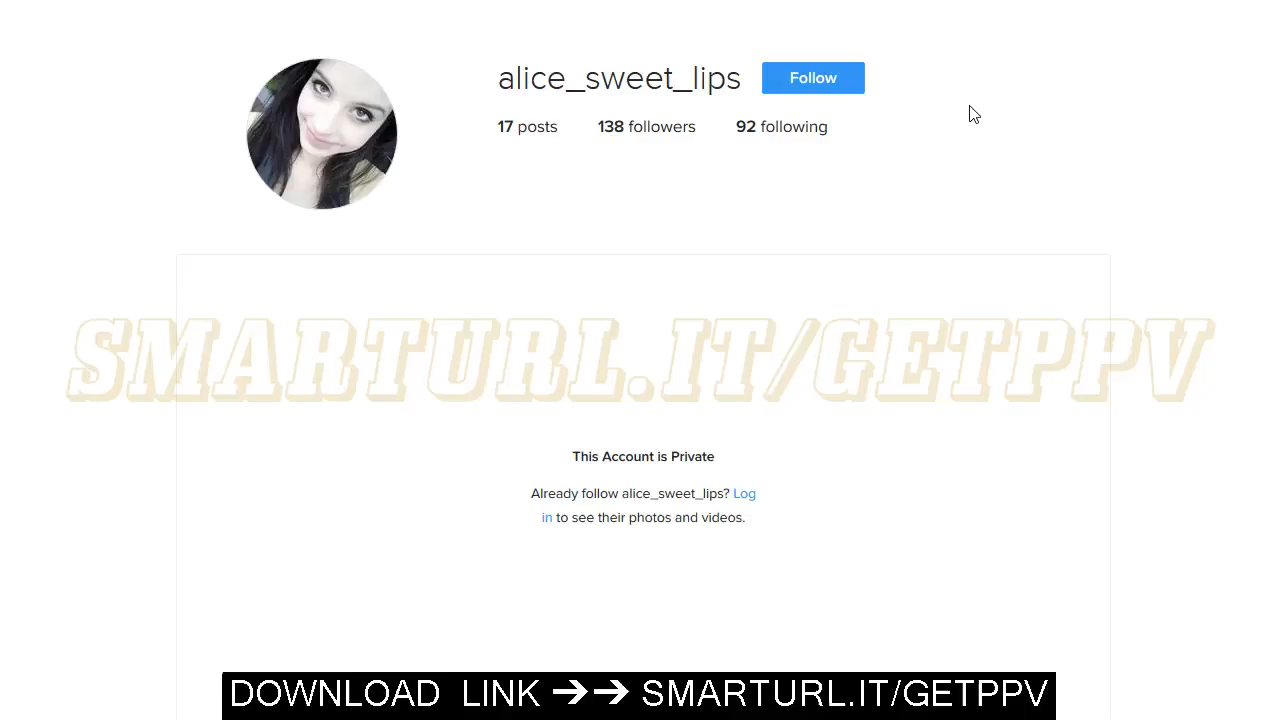 alice_sweet_lips Follow
17 posts 138 followers 92 following
SMARTURL.IT/GETPPV
This Account is Private
Already follow alice_sweet_lips? Log
in to see their photos and videos.
DOWNLOAD LINK →→ SMARTURL.IT/GETPPV